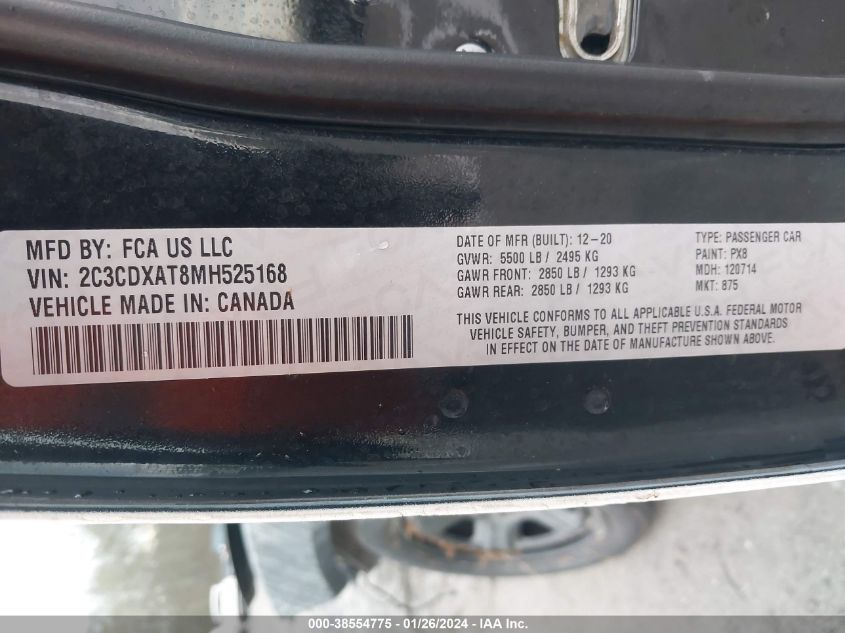 MFD BY: FCA US LLC
VIN: 2C3CDXAT8MH525168
VEHICLE MADE IN: CANADA
DATE OF MFR (BUILT): 12-20
GVWR: 5500 LB / 2495 KG
GAWR FRONT: 2850 LB / 1293 KG
GAWR REAR: 2850 LB / 1293 KG
TYPE: PASSENGER CAR
PAINT: PX8
MDH: 120714
MKT: 875
THIS VEHICLE CONFORMS TO ALL APPLICABLE U.S.A. FEDERAL MOTOR
VEHICLE SAFETY, BUMPER, AND THEFT PREVENTION STANDARDS
IN EFFECT ON THE DATE OF MANUFACTURE SHOWN ABOVE.
000-38554775 - 01/26/2024 - IAA Inc.